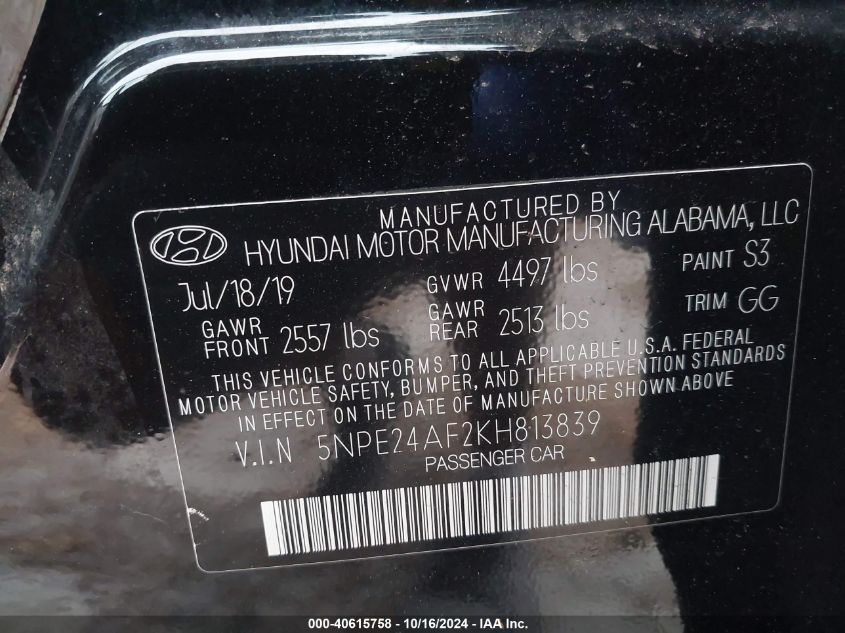 MANUFACTURED BY
HYUNDAI MOTOR MANUFACTURING ALABAMA, LLC
Jul/18/19 GVWR 4497 lbs PAINT S3
GAWR FRONT 2557 lbs GAWR REAR 2513 lbs TRIM GG
THIS VEHICLE CONFORMS TO ALL APPLICABLE U.S.A. FEDERAL
MOTOR VEHICLE SAFETY, BUMPER, AND THEFT PREVENTION STANDARDS
IN EFFECT ON THE DATE OF MANUFACTURE SHOWN ABOVE
V.I.N 5NPE24AF2KH813839
PASSENGER CAR
000-40615758 - 10/16/2024 - IAA Inc.